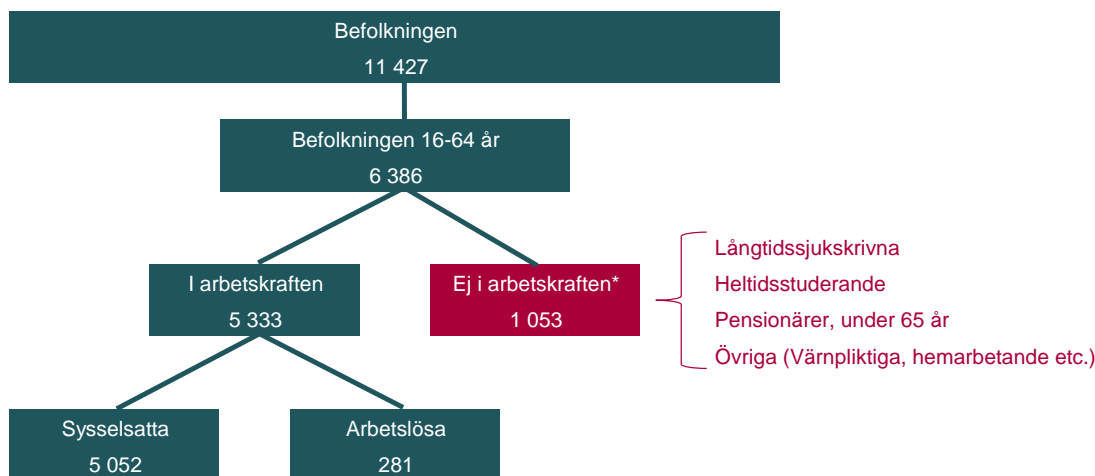 Befolkningen
11 427
Befolkningen 16-64 år
6 386
I arbetskraften
5 333
Ej i arbetskraften*
1 053
Långtidssjukskrivna
Heltidsstuderande
Pensionärer, under 65 år
Övriga (Värnpliktiga, hemarbetande etc.)
Sysselsatta
5 052
Arbetslösa
281